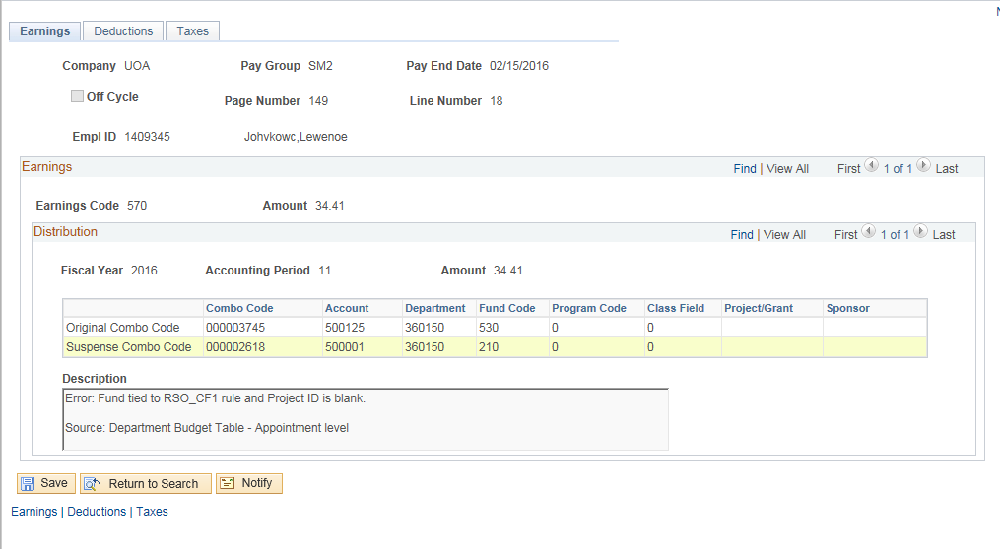 N
Earnings Deductions Taxes
Company UOA Pay Group SM2 Pay End Date 02/15/2016
Off Cycle Page Number 149 Line Number 18
Empl ID 1409345 Johvkowc,Lewenoe
Earnings Find | View All First 1 of 1 Last
Earnings Code 570 Amount 34.41
Distribution Find | View All First 1 of 1 Last
Fiscal Year 2016 Accounting Period 11 Amount 34.41
Combo Code Account Department Fund Code Program Code Class Field Project/Grant Sponsor
Original Combo Code 000003745 500125 360150 530 0 0
Suspense Combo Code 000002618 500001 360150 210 0 0
Description
Error: Fund tied to RSO_CF1 rule and Project ID is blank.
Source: Department Budget Table - Appointment level
Save Return to Search Notify
Earnings | Deductions | Taxes